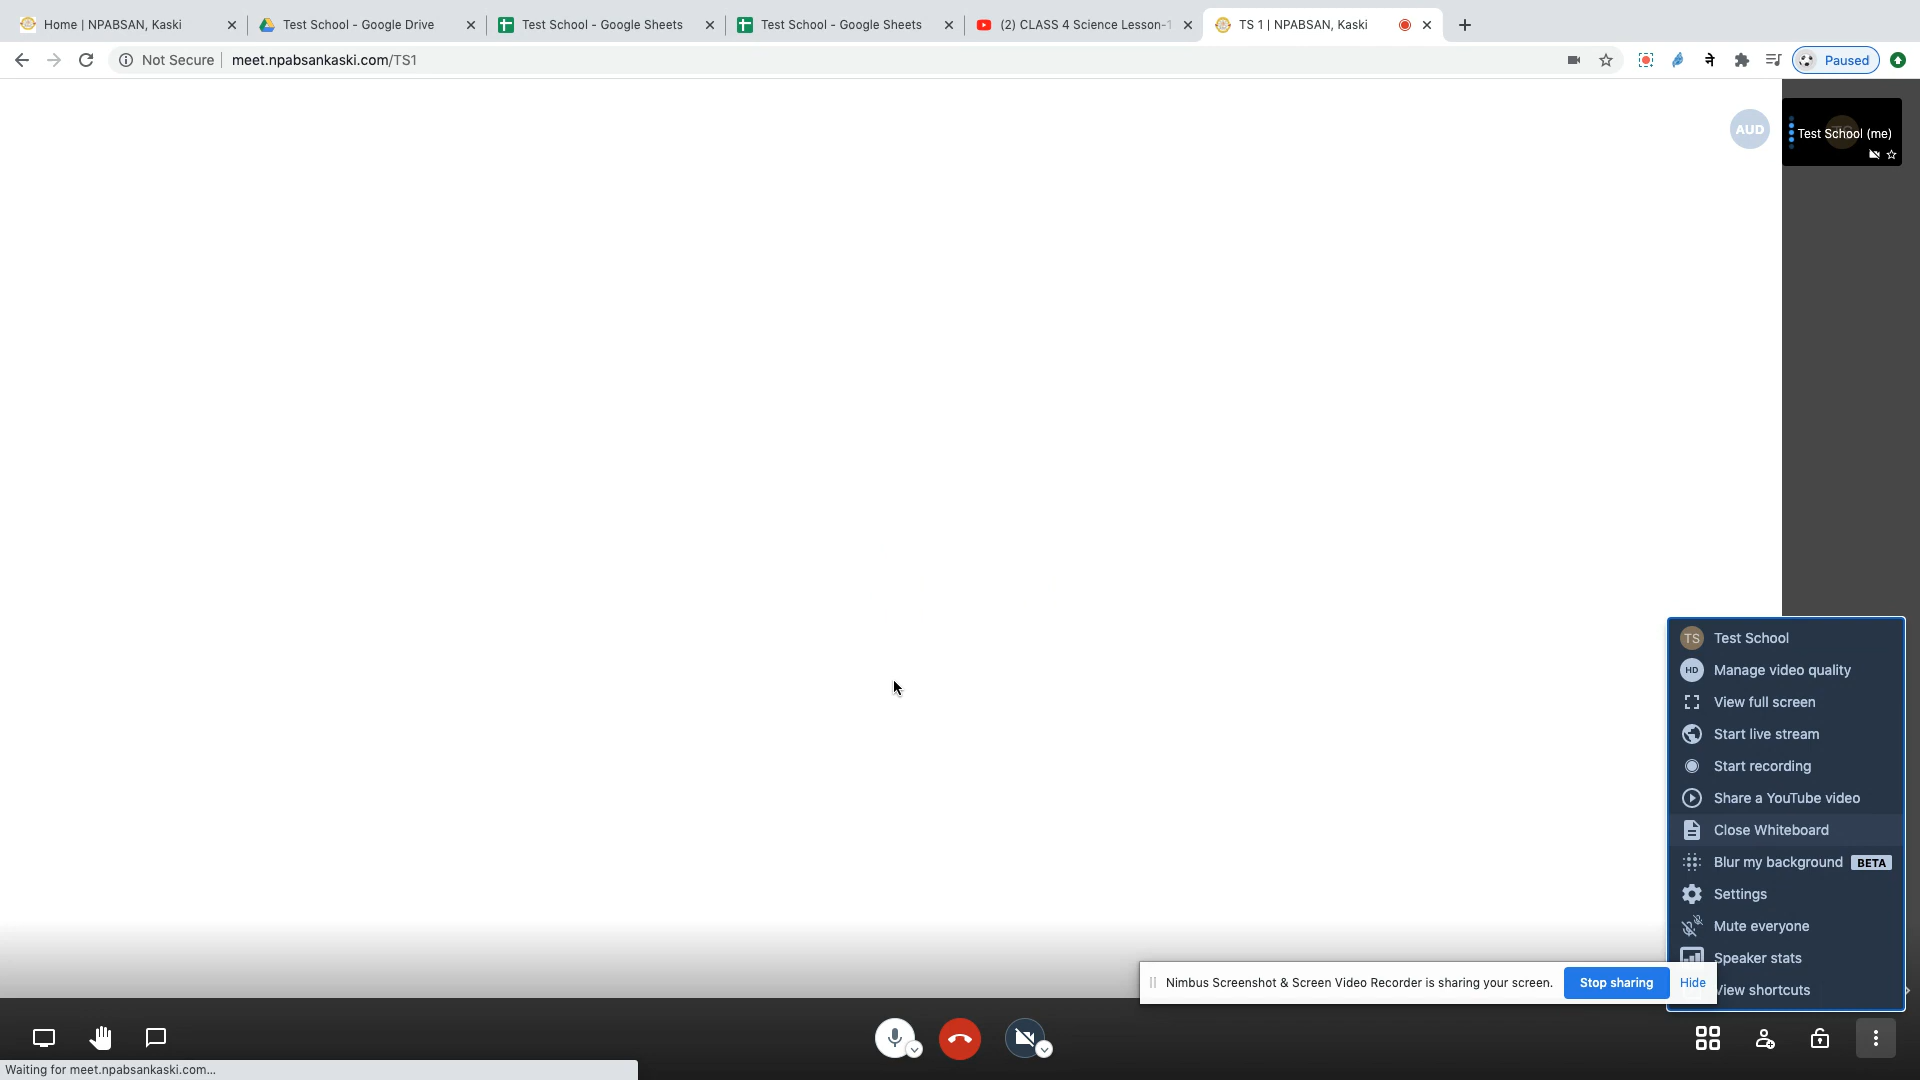 Home | NPABSAN, Kaski
Test School - Google Drive
Test School - Google Sheets
Test School - Google Sheets
(2) CLASS 4 Science Lesson-1
TS 1 | NPABSAN, Kaski
Not Secure
meet.npabsankaski.com/TS1
ने
Paused
AUD
Test School (me)
TS Test School
HD Manage video quality
View full screen
Start live stream
Start recording
Share a YouTube video
Close Whiteboard
Blur my background BETA
Settings
Mute everyone
Speaker stats
View shortcuts
Nimbus Screenshot & Screen Video Recorder is sharing your screen.
Stop sharing
Hide
Waiting for meet.npabsankaski.com...